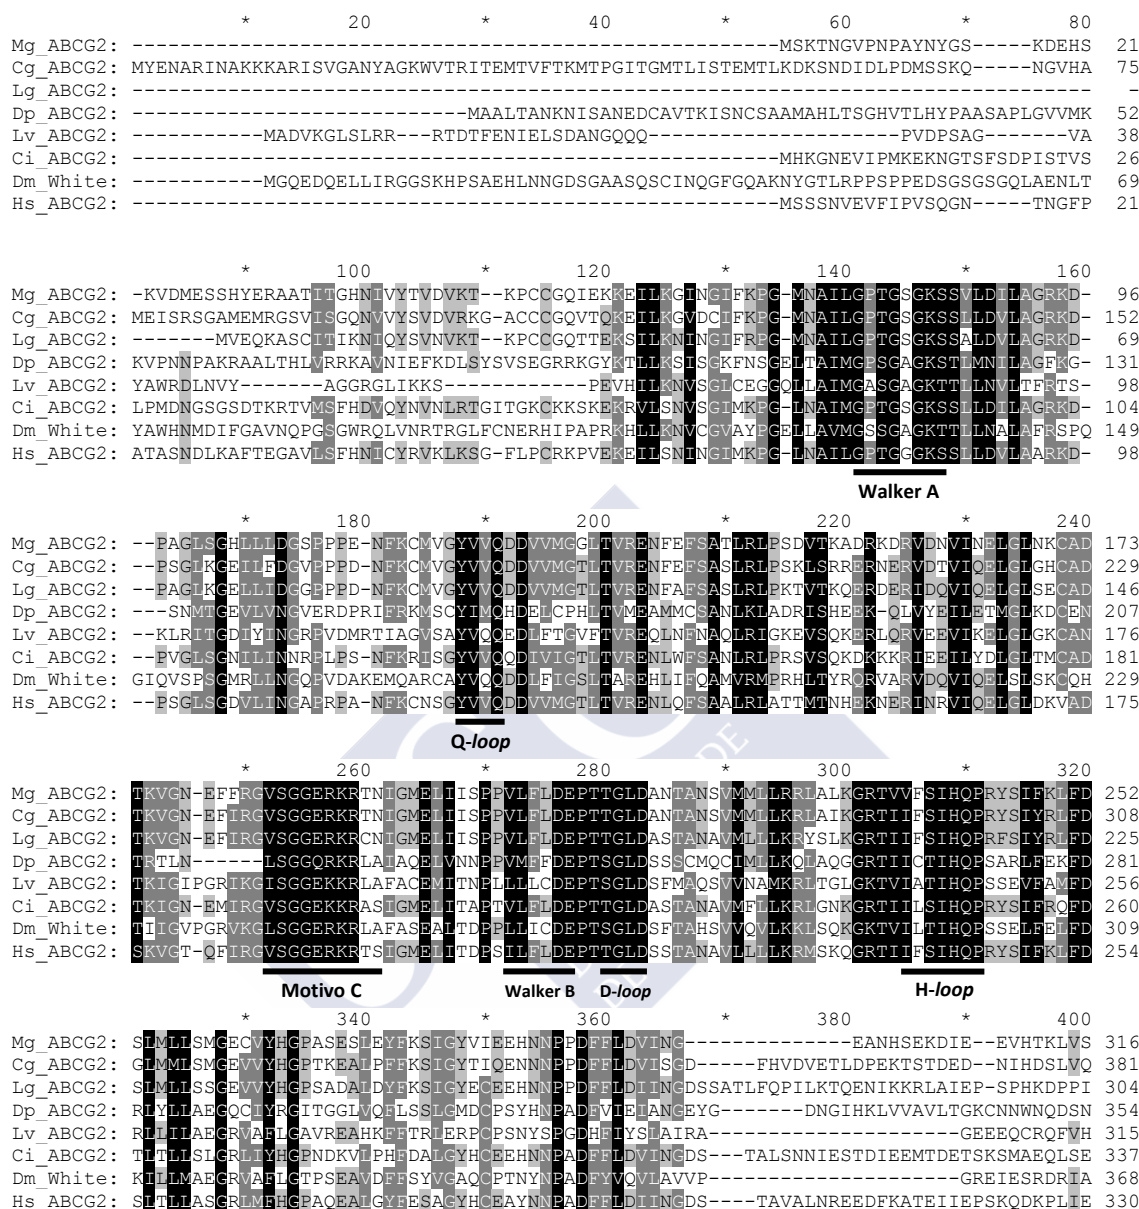 * 20 * 40 * 60 * 80
Mg_ABCG2: ------------------------------------------------------MSKTNGVPNPAYNYGS-----KDEHS 21
Cg_ABCG2: MYENARINAKKKARISVGANYAGKWVTRITEMTVFTKMTPGITGMTLISTEMTLKDKSNDIDLPDMSSKQ-----NGVHA 75
Lg_ABCG2: -------------------------------------------------------------------------------- -
Dp_ABCG2: ----------------------------MAALTANKNISANEDCAVTKISNCSAAMAHLTSGHVTLHYPAASAPLGVVMK 52
Lv_ABCG2: -----------MADVKGLSLRR---RTDTFENIELSDANGQQQ---------------------PVDPSAG------VA 38
Ci_ABCG2: ------------------------------------------------------MHKGNEVIPMKEKNGTSFSDPISTVS 26
Dm_White: -----------MGQEDQELLIRGGSKHPSAEHLNNGDSGAASQSCINQGFGQAKNYGTLRPPSPPEDSGSGSGQLAENLT 69
Hs_ABCG2: ------------------------------------------------------MSSSNVEVFIPVSQGN-----TNGFP 21
* 100 * 120 * 140 * 160
Mg_ABCG2: -KVDMESSHYERAATITGHNIVYTVDVKT--KPCCGQIEKKEILKGINGIFKPG-MNAILGPTGSGKSSVLDILAGRKD- 96
Cg_ABCG2: MEISRSGAMEMRGSVISGQNVVYSVDVRKG-ACCCGQVTQKEILKGVDCIFKPG-MNAILGPTGSGKSSLLDVLAGRKD- 152
Lg_ABCG2: -------MVEQKASCITIKNIQYSVNVKT--KPCCGQTTEKSILKNINGIFRPG-MNAILGPTGSGKSSALDVLAGRKD- 69
Dp_ABCG2: KVPNNPAKRAALTHLVRRKAVNIEFKDLSYSVSEGRRKGYKTLLKSISGKFNSGELTAIMGPSGAGKSTLMNILAGFKG- 131
Lv_ABCG2: YAWRDLNVY------AGGRGLIKKS-------------PEVHILKNVSGLCEGGQLLAIMGASGAGKTTLLNVLTFRTS- 98
Ci_ABCG2: LPMDNGSGSDTKRTVMSFHDVQYNVNLRTGITGKCKKSKEKRVLSNVSGIMKPG-LNAIMGPTGSGKSSLLDILAGRKD- 104
Dm_White: YAWHNMDIFGAVNQPGSGWRQLVNRTRGLFCNERHIPAPRKHLLKNVCGVAYPGELLAVMGSSGAGKTTLLNALAFRSPQ 149
Hs_ABCG2: ATASNDLKAFTEGAVLSFHNICYRVKLKSG-FLPCRKPVEKEILSNINGIMKPG-LNAILGPTGGGKSSLLDVLAARKD- 98
Walker A
* 180 * 200 * 220 * 240
Mg_ABCG2: --PAGLSGHLLLDGSPPPE-NFKCMVGYVVQDDVVMGGLTVRENFEFSATLRLPSDVTKADRKDRVDNVINELGLNKCAD 173
Cg_ABCG2: --PSGLKGEILFDGVPPPD-NFKCMVGYVVQDDVVMGTLTVRENFEFSASLRLPSKLSRRERNERVDTVIQELGLGHCAD 229
Lg_ABCG2: --PAGLKGELLIDGGPPPD-NFKCMVGYVVQDDVVMGTLTVRENFAFSASLRLPKTVTKQERDERIDQVIQELGLSECAD 146
Dp_ABCG2: ---SNMTGEVLVNGVERDPRIFRKMSCYIMQHDELCPHLTVMEAMMCSANLKLADRISHEEK-QLVYEILETMGLKDCEN 207
Lv_ABCG2: --KLRITGDIYINGRPVDMRTIAGVSAYVQQEDLFTGVFTVREQLNFNAQLRIGKEVSQKERLQRVEEVIKELGLGKCAN 176
Ci_ABCG2: --PVGLSGNILINNRPLPS-NFKRISGYVVQQDIVIGTLTVRENLWFSANLRLPRSVSQKDKKKRIEEILYDLGLTMCAD 181
Dm_White: GIQVSPSGMRLLNGQPVDAKEMQARCAYVQQDDLFIGSLTAREHLIFQAMVRMPRHLTYRQRVARVDQVIQELSLSKCQH 229
Hs_ABCG2: --PSGLSGDVLINGAPRPA-NFKCNSGYVVQDDVVMGTLTVRENLQFSAALRLATTMTNHEKNERINRVIQELGLDKVAD 175
Q-loop
* 260 * 280 * 300 * 320
Mg_ABCG2: TKVGN-EFFRGVSGGERKRTNIGMELIISPPVLFLDEPTTGLDANTANSVMMLLRRLALKGRTVVFSIHQPRYSIFKLFD 252
Cg_ABCG2: TKVGN-EFIRGVSGGERKRTNIGMELIISPPVLFLDEPTTGLDANTANSVMMLLKRLAIKGRTIIFSIHQPRYSIFKLFD 308
Lg_ABCG2: TKVGN-EFIRGVSGGERKRCNIGMELIISPPVLFLDEPTTGLDASTANAVMLLLKRYSLKGRTIIFSIHQPRFSIYRLFD 225
Dp_ABCG2: TRTLN------LSGGQRKRLAIAQELVNNPPVMFFDEPTSGLDSSSCMQCIMLLKQLAQGGRTIICTIHQPSARLFEKFD 281
Lv_ABCG2: TKIGIPGRIKGISGGEKKRLAFACEMITNPLLLLCDEPTSGLDSFMAQSVVNAMKRLTGLGKTVIATIHQPSSEVFAMFD 256
Ci_ABCG2: TKIGN-EMIRGVSGGERKRASIGMELITAPTVLFLDEPTTGLDASTANAVMFLLKRLGNKGRTIILSIHQPRYSIFRQFD 260
Dm_White: TIIGVPGRVKGLSGGERKRLAFASEALTDPPLLICDEPTSGLDSFTAHSVVQVLKKLSQKGKTVILTIHQPSSELFELFD 309
Hs_ABCG2: SKVGT-QFIRGVSGGERKRTSIGMELITDPSILFLDEPTTGLDSSTANAVLLLLKRMSKQGRTIIFSIHQPRYSIFKLFD 254
Motivo C Walker B D-loop H-loop
* 340 * 360 * 380 * 400
Mg_ABCG2: SLMLLSMGECVYHGPASESLEYFKSIGYVIEEHNNPPDFFLDVING--------------EANHSEKDIE--EVHTKLVS 316
Cg_ABCG2: GLMMLSMGEVVYHGPTKEALPFFKSIGYTIQENNNPPDFFLDVISGD------FHVDVETLDPEKTSTDED--NIHDSLVQ 381
Lg_ABCG2: SLMLLSSGEVVYHGPSADALDYFKSIGYECEEHNNPPDFFLDIINGDSSATLFQPILKTQENIKKRLAIEP-SPHKDPPI 304
Dp_ABCG2: RLYLLAEGQCIYRGITGGLVQFLSSLGMDCPSYHNPADFVIEIANGEYG-------DNGIHKLVVAVLTGKCNNWNQDSN 354
Lv_ABCG2: RLLILAEGRVAFLGAVREAHKFFTRLERPCPSNYSPGDHFIYSLAIRA---------------------GEEEQCRQFVH 315
Ci_ABCG2: TLTLLSLGRLIYHGPNDKVLPHFDALGYHCEEHNNPADFFLDVINGDS---TALSNNIESTDIEEMTDETSKSMAEQLSE 337
Dm_White: KILLMAEGRVAFLGTPSEAVDFFSYVGAQCPTNYNPADFYVQVLAVVP---------------------GREIESRDRIA 368
Hs_ABCG2: SLTLLASGRLMFHGPAQEALGYFESAGYHCEAYNNPADFFLDIINGDS---TAVALNREEDFKATEIIEPSKQDKPLIE 330